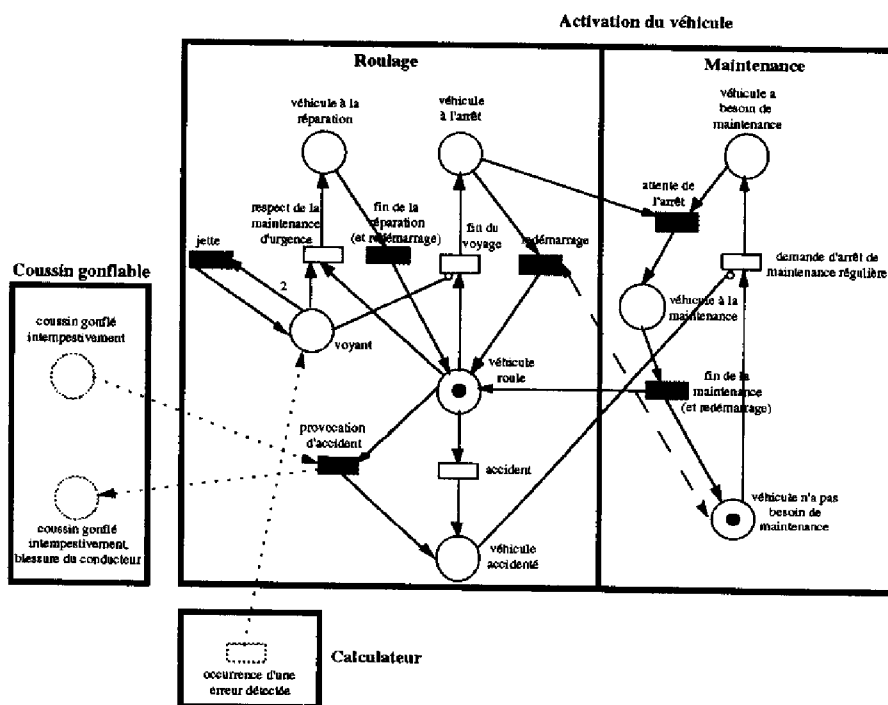 Activation du véhicule
Roulage
Maintenance
véhicule à la
réparation
véhicule
à l'arrêt
véhicule a
besoin de
maintenance
attente de
l'arrêt
respect de la
maintenance
d'urgence
fin de la
réparation
(et redémarrage)
fin du
voyage
redémarrage
jette
demande d'arrêt de
maintenance régulière
Coussin gonflable
2
véhicule à la
maintenance
coussin gonflé
intempestivement
voyant
véhicule
roule
fin de la
maintenance
(et redémarrage)
provocation
d'accident
accident
véhicule n'a pas
besoin de
maintenance
coussin gonflé
intempestivement,
blessure du conducteur
véhicule
accidenté
Calculateur
occurrence d'une
erreur détectée